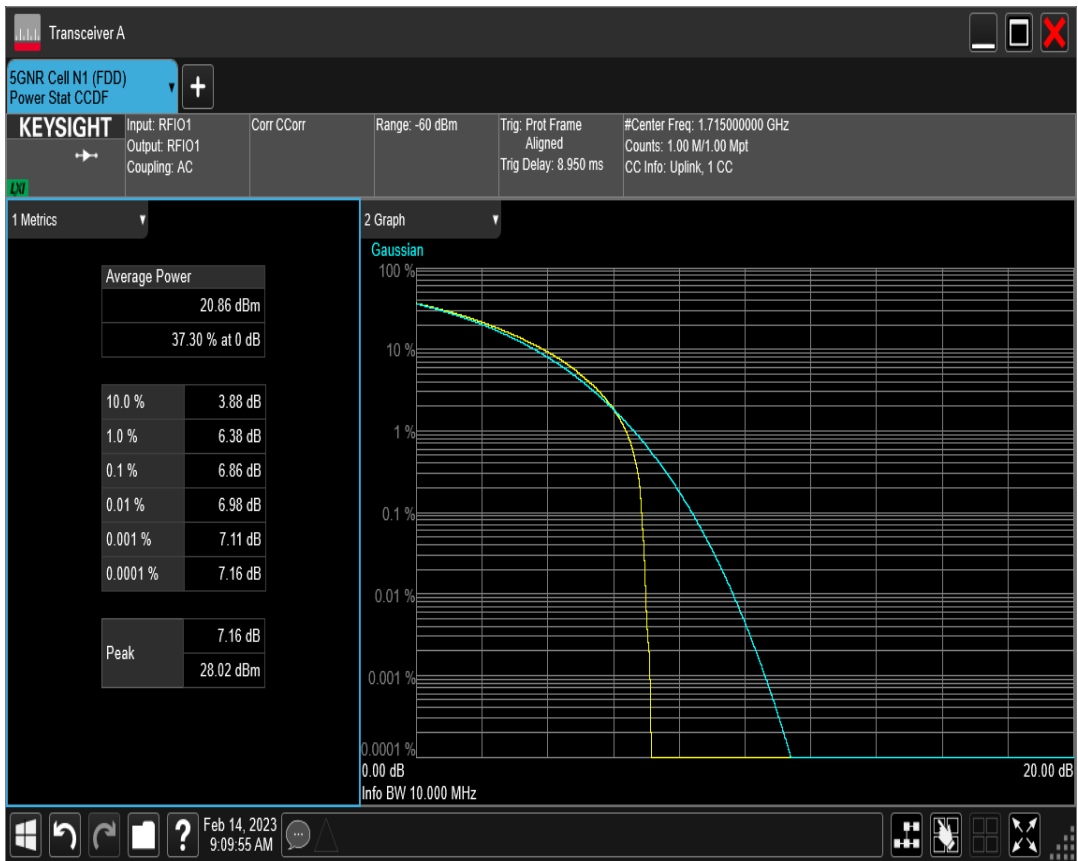 Transceiver A
5GNR Cell N1 (FDD)
Power Stat CCDF
+
KEYSIGHT
LXI
Input: RFIO1
Output: RFIO1
Coupling: AC
Corr CCorr
Range: -60 dBm
Trig: Prot Frame
Aligned
Trig Delay: 8.950 ms
#Center Freq: 1.715000000 GHz
Counts: 1.00 M/1.00 Mpt
CC Info: Uplink, 1 CC
1 Metrics
Average Power
20.86 dBm
37.30 % at 0 dB
10.0 % 3.88 dB
1.0 % 6.38 dB
0.1 % 6.86 dB
0.01 % 6.98 dB
0.001 % 7.11 dB
0.0001 % 7.16 dB
Peak
7.16 dB
28.02 dBm
2 Graph
Gaussian
100 %
10 %
1 %
0.1 %
0.01 %
0.001 %
0.0001 %
0.00 dB 20.00 dB
Info BW 10.000 MHz
?
Feb 14, 2023
9:09:55 AM